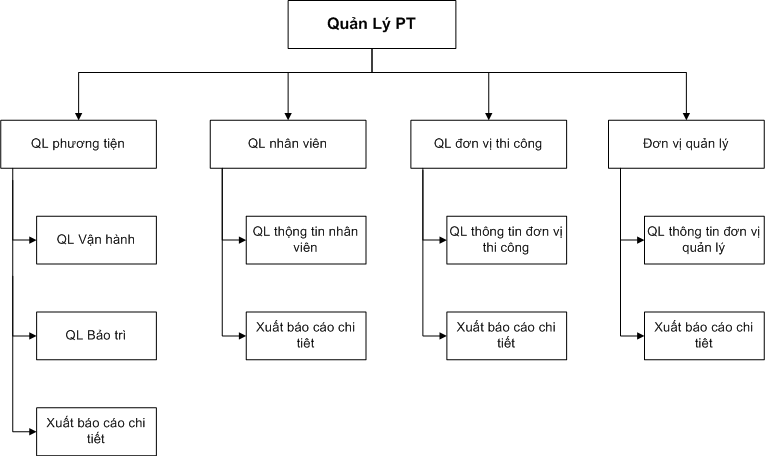 Quản Lý PT
QL phương tiện
QL nhân viên
QL đơn vị thi công
Đơn vị quản lý
QL Vận hành
QL thộng tin nhân
viên
QL thông tin đơn vị
thi công
QL thông tin đơn vị
quản lý
QL Bảo trì
Xuất báo cáo chi
tiêt
Xuất báo cáo chi
tiết
Xuất báo cáo chi
tiêt
Xuất báo cáo chi
tiết